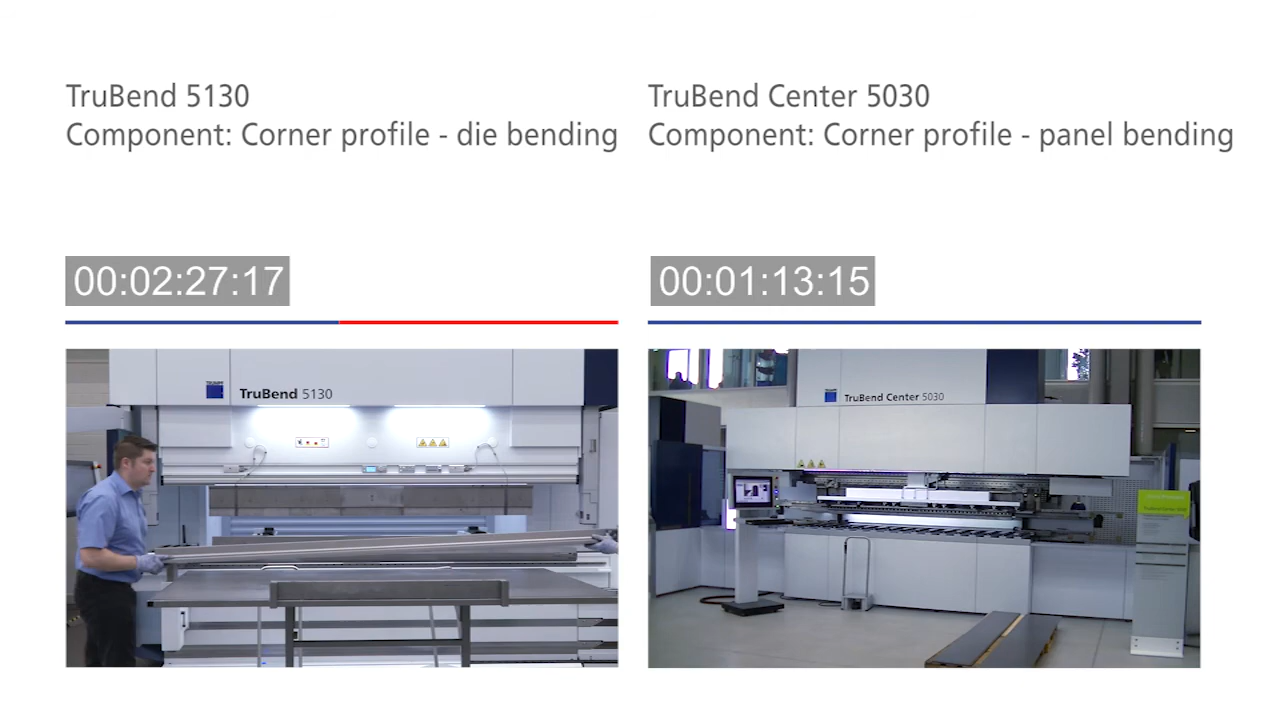 TruBend 5130
Component: Corner profile - die bending
TruBend Center 5030
Component: Corner profile - panel bending
00:02:27:17
00:01:13:15
TRUMPF
TruBend 5130
TruBend Center 5030